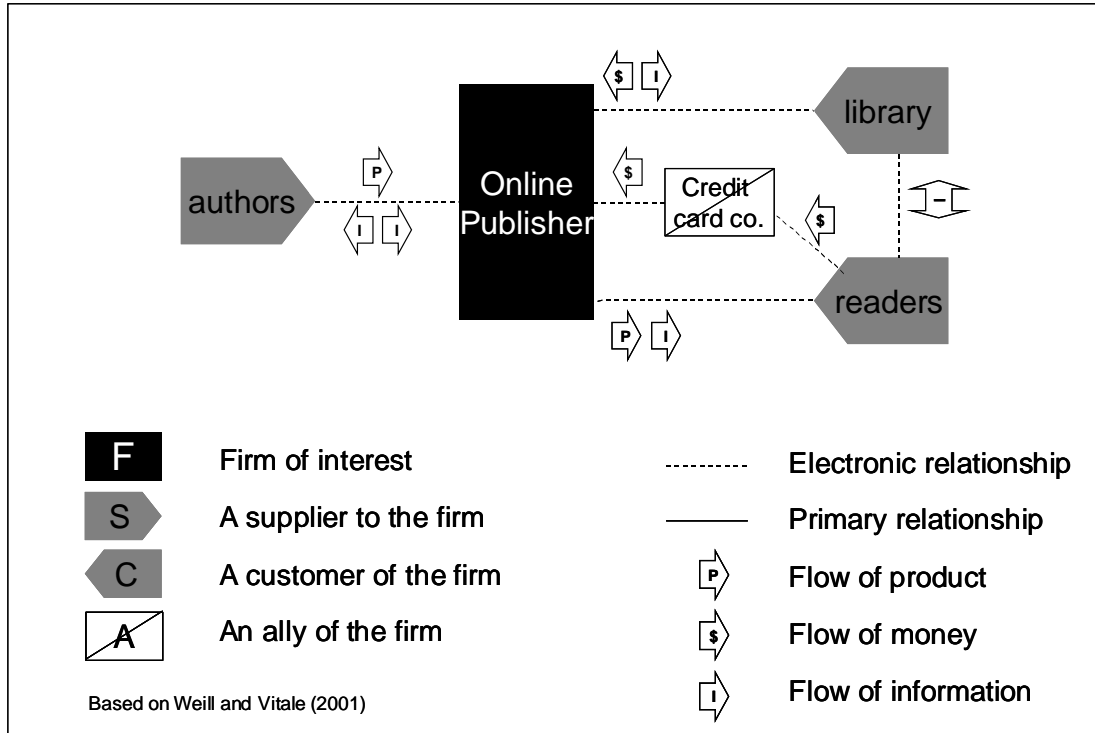 $ I
library
P
authors
I I
Online
Publisher
$
Credit
card co.
$
I
readers
P I
F Firm of interest
S A supplier to the firm
C A customer of the firm
A An ally of the firm
Based on Weill and Vitale (2001)
Electronic relationship
Primary relationship
P Flow of product
$ Flow of money
I Flow of information